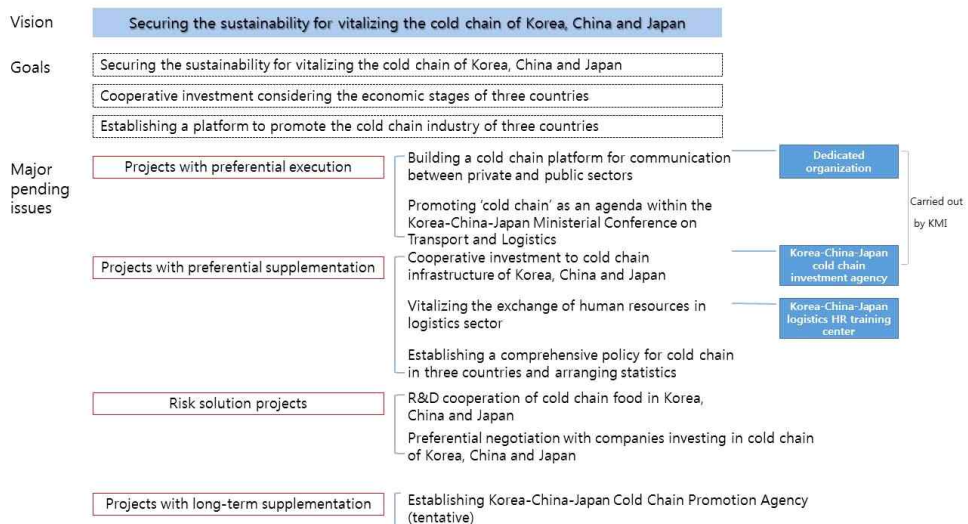 Vision
Securing the sustainability for vitalizing the cold chain of Korea, China and Japan
Goals
Securing the sustainability for vitalizing the cold chain of Korea, China and Japan
Cooperative investment considering the economic stages of three countries
Establishing a platform to promote the cold chain industry of three countries
Major
pending
issues
Projects with preferential execution
Building a cold chain platform for communication
between private and public sectors
Dedicated
organization
Promoting 'cold chain' as an agenda within the
Korea-China-Japan Ministerial Conference on
Transport and Logistics
Carried out
by KMI
Projects with preferential supplementation
Cooperative investment to cold chain
infrastructure of Korea, China and Japan
Korea-China-Japan
cold chain
investment agency
Vitalizing the exchange of human resources in
logistics sector
Korea-China-Japan
logistics HR training
center
Establishing a comprehensive policy for cold chain
in three countries and arranging statistics
Risk solution projects
R&D cooperation of cold chain food in Korea,
China and Japan
Preferential negotiation with companies investing in cold chain
of Korea, China and Japan
Projects with long-term supplementation
Establishing Korea-China-Japan Cold Chain Promotion Agency
(tentative)